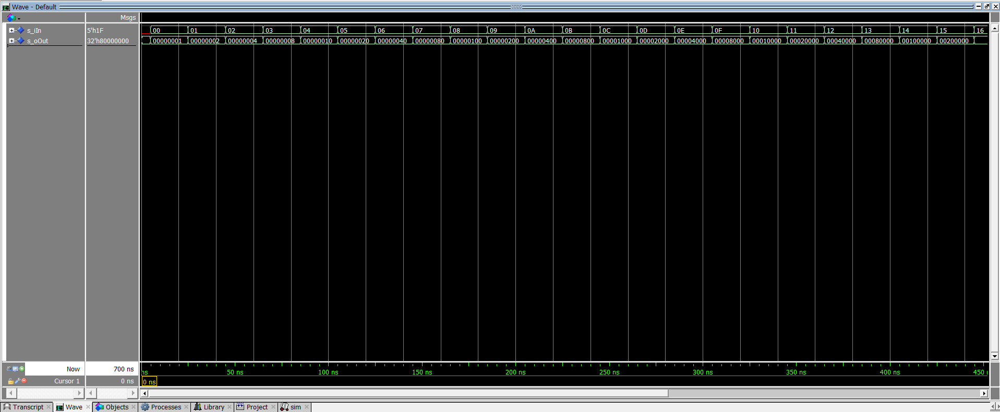 Wave - Default
Msgs
s_iIn 5'h1F 00 01 02 03 04 05 06 07 08 09 0A 0B 0C 0D 0E 0F 10 11 12 13 14 15 16
s_oOut 32'h80000000 00000001 00000002 00000004 00000008 00000010 00000020 00000040 00000080 00000100 00000200 00000400 00000800 00001000 00002000 00004000 00008000 00010000 00020000 00040000 00080000 00100000 00200000
Now 700 ns ns 50 ns 100 ns 150 ns 200 ns 250 ns 300 ns 350 ns 400 ns 450
Cursor 1 0 ns 0 ns
Transcript Wave Objects Processes Library Project sim